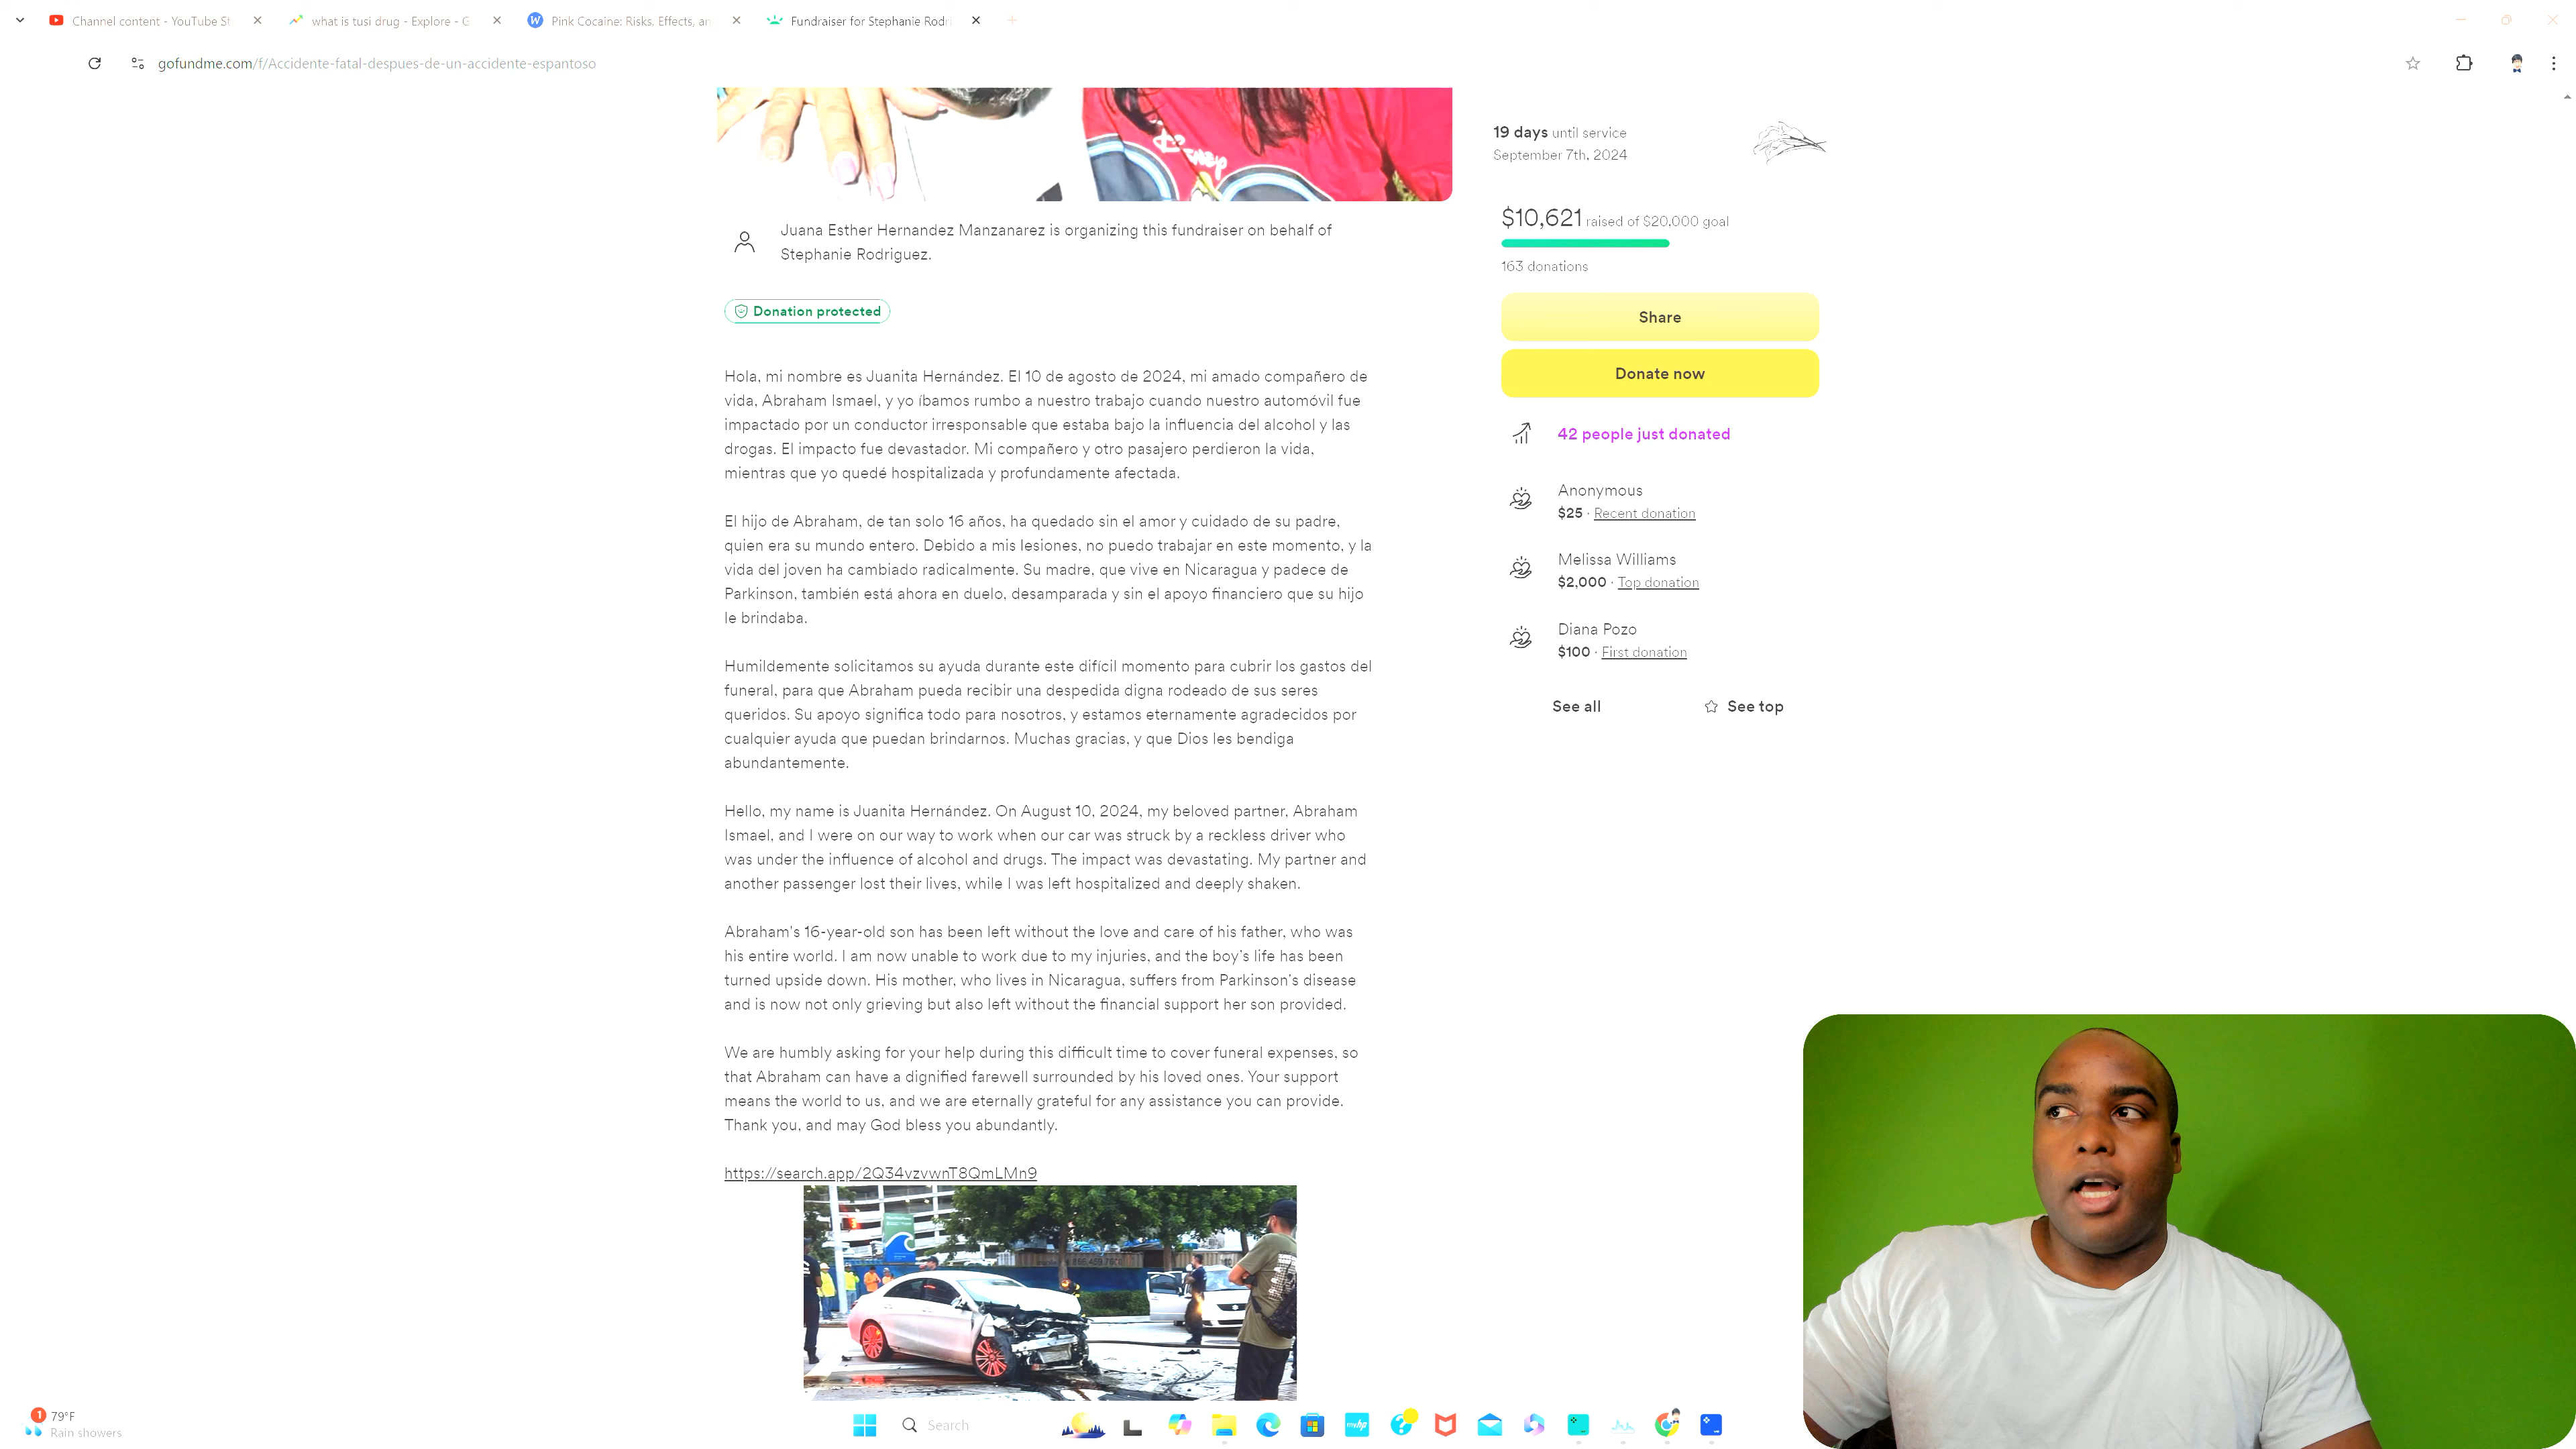 Channel content - YouTube St
what is tusi drug - Explore - G
Pink Cocaine: Risks, Effects, an
Fundraiser for Stephanie Rodri
gofundme.com/f/Accidente-fatal-despues-de-un-accidente-espantoso
Disney
Juana Esther Hernandez Manzanarez is organizing this fundraiser on behalf of
Stephanie Rodriguez.
Donation protected
Hola, mi nombre es Juanita Hernández. El 10 de agosto de 2024, mi amado compañero de
vida, Abraham Ismael, y yo íbamos rumbo a nuestro trabajo cuando nuestro automóvil fue
impactado por un conductor irresponsable que estaba bajo la influencia del alcohol y las
drogas. El impacto fue devastador. Mi compañero y otro pasajero perdieron la vida,
mientras que yo quedé hospitalizada y profundamente afectada.
El hijo de Abraham, de tan solo 16 años, ha quedado sin el amor y cuidado de su padre,
quien era su mundo entero. Debido a mis lesiones, no puedo trabajar en este momento, y la
vida del joven ha cambiado radicalmente. Su madre, que vive en Nicaragua y padece de
Parkinson, también está ahora en duelo, desamparada y sin el apoyo financiero que su hijo
le brindaba.
Humildemente solicitamos su ayuda durante este difícil momento para cubrir los gastos del
funeral, para que Abraham pueda recibir una despedida digna rodeado de sus seres
queridos. Su apoyo significa todo para nosotros, y estamos eternamente agradecidos por
cualquier ayuda que puedan brindarnos. Muchas gracias, y que Dios les bendiga
abundantemente.
Hello, my name is Juanita Hernández. On August 10, 2024, my beloved partner, Abraham
Ismael, and I were on our way to work when our car was struck by a reckless driver who
was under the influence of alcohol and drugs. The impact was devastating. My partner and
another passenger lost their lives, while I was left hospitalized and deeply shaken.
Abraham's 16-year-old son has been left without the love and care of his father, who was
his entire world. I am now unable to work due to my injuries, and the boy's life has been
turned upside down. His mother, who lives in Nicaragua, suffers from Parkinson's disease
and is now not only grieving but also left without the financial support her son provided.
We are humbly asking for your help during this difficult time to cover funeral expenses, so
that Abraham can have a dignified farewell surrounded by his loved ones. Your support
means the world to us, and we are eternally grateful for any assistance you can provide.
Thank you, and may God bless you abundantly.
https://search.app/2Q34vzvwnT8QmLMn9
19 days until service
September 7th, 2024
$10,621 raised of $20,000 goal
163 donations
Share
Donate now
42 people just donated
Anonymous
$25 · Recent donation
Melissa Williams
$2,000 · Top donation
Diana Pozo
$100 · First donation
See all
See top
1
79°F
Rain showers
Search
myhp